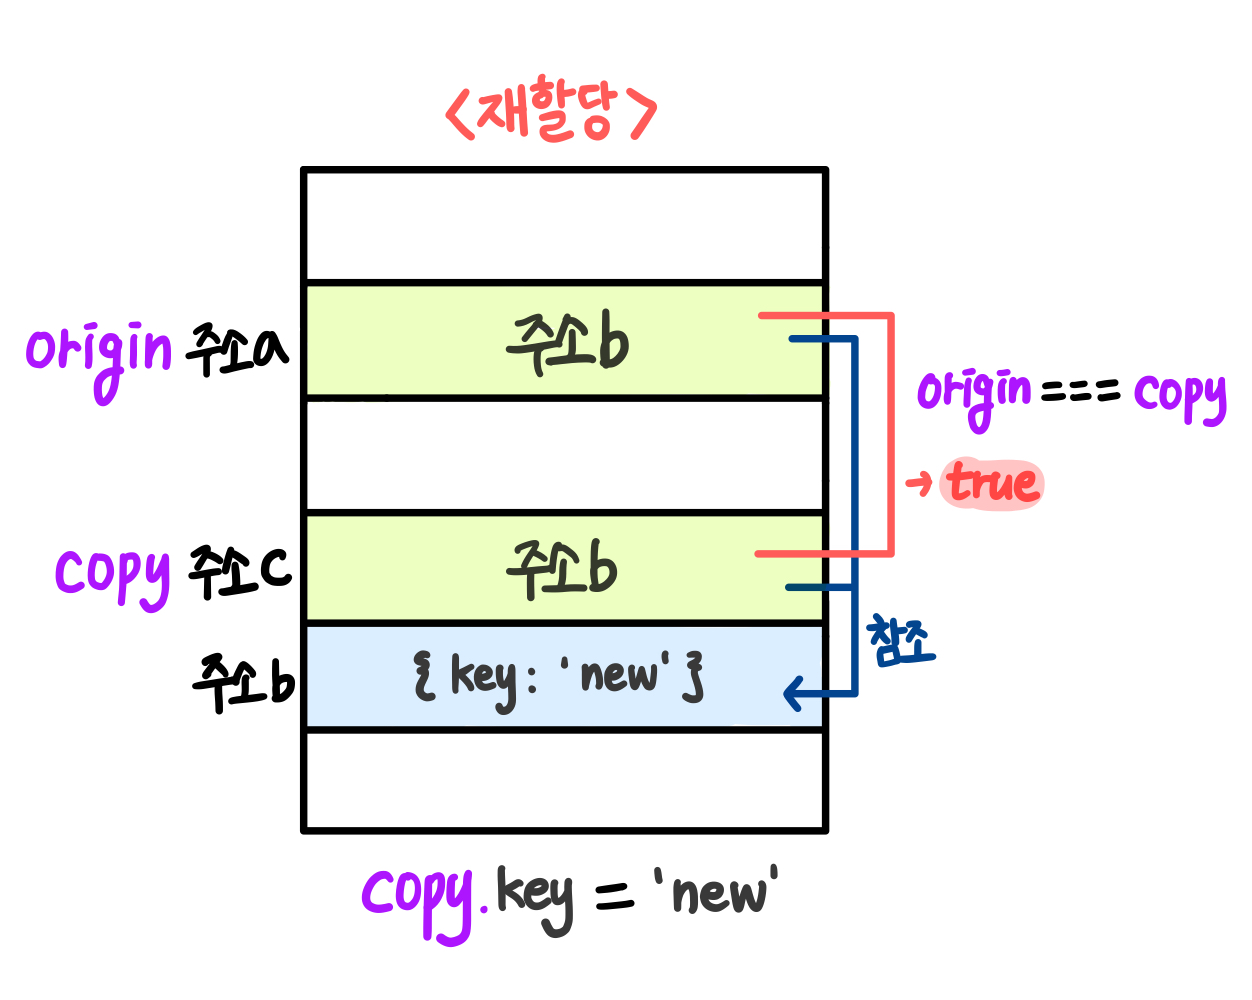 <재할당>
origin 주소a
주소b
origin === copy
→ true
copy 주소c
주소b
참조
주소b
{ key : 'new' }
copy.key = 'new'